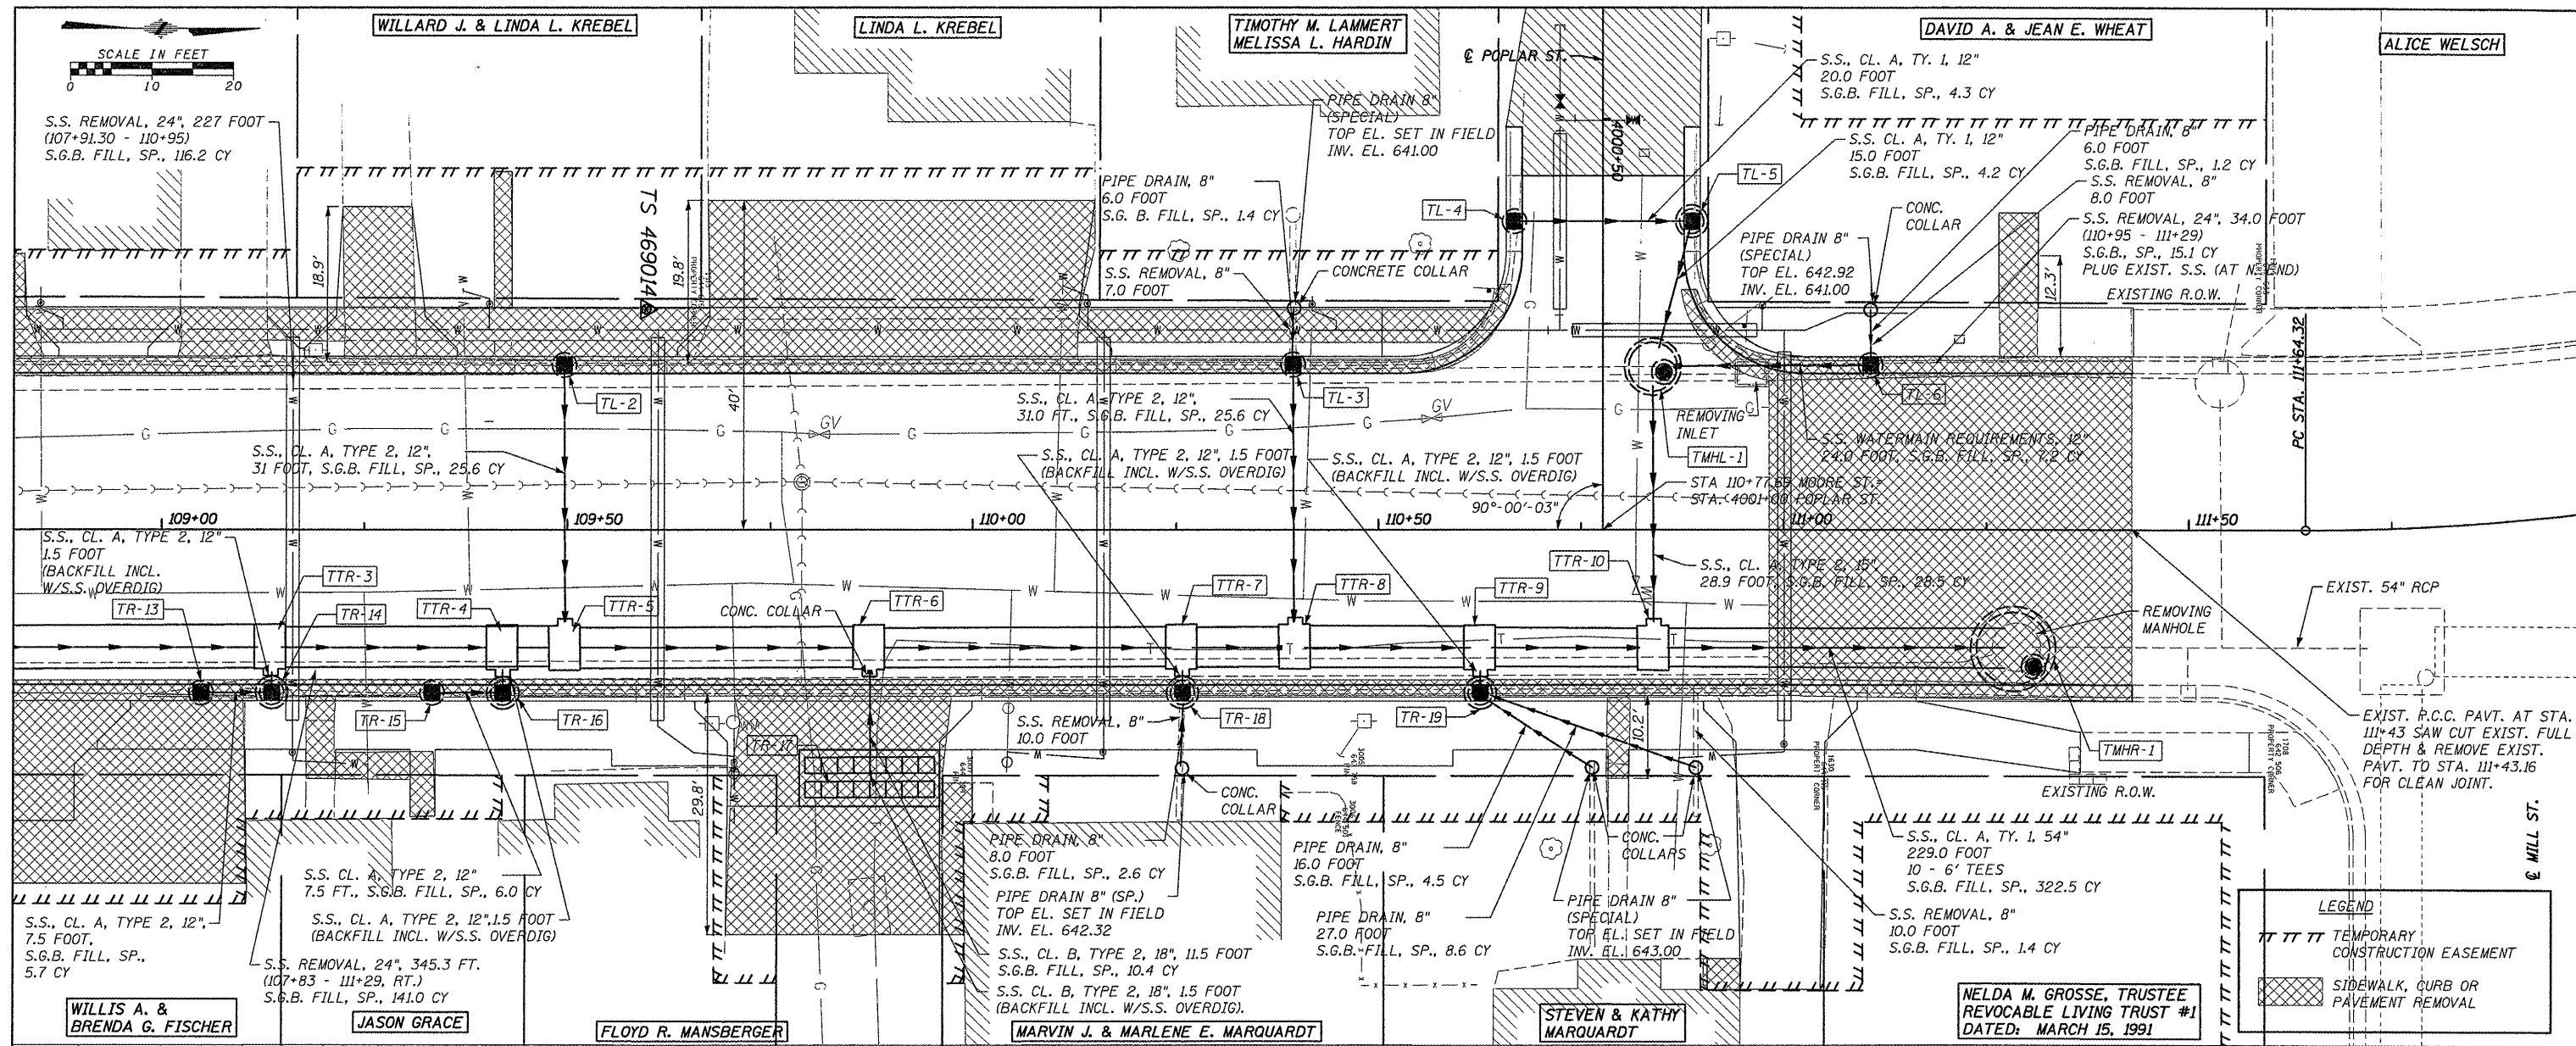 WILLARD J. & LINDA L. KREBEL
LINDA L. KREBEL
TIMOTHY M. LAMMERT
MELISSA L. HARDIN
DAVID A. & JEAN E. WHEAT
ALICE WELSCH
SCALE IN FEET
0 10 20
S.S. REMOVAL, 24", 227 FOOT
(107+91.30 - 110+95)
S.G.B. FILL, SP., 116.2 CY
℄ POPLAR ST.
PIPE DRAIN 8"
(SPECIAL)
TOP EL. SET IN FIELD
INV. EL. 641.00
PIPE DRAIN, 8"
6.0 FOOT
S.G. B. FILL, SP., 1.4 CY
S.S. REMOVAL, 8"
7.0 FOOT
CONCRETE COLLAR
S.S., CL. A, TY. 1, 12"
20.0 FOOT
S.G.B. FILL, SP., 4.3 CY
S.S. CL. A, TY. 1, 12"
15.0 FOOT
S.G.B. FILL, SP., 4.2 CY
PIPE DRAIN, 8"
6.0 FOOT
S.G.B. FILL, SP., 1.2 CY
S.S. REMOVAL, 8"
8.0 FOOT
S.S. REMOVAL, 24", 34.0 FOOT
(110+95 - 111+29)
S.G.B., SP., 15.1 CY
PLUG EXIST. S.S. (AT N. END)
EXISTING R.O.W.
CONC.
COLLAR
PIPE DRAIN 8"
(SPECIAL)
TOP EL. 642.92
INV. EL. 641.00
4000+50
TL-4
TL-5
TS 469014
18.9'
19.8'
40'
12.3'
PC STA. 111+64.32
TL-2
TL-3
TL-6
GV
GV
REMOVING
INLET
TMHL-1
S.S., CL. A, TYPE 2, 12",
31 FOOT, S.G.B. FILL, SP., 25.6 CY
S.S., CL. A, TYPE 2, 12",
31.0 FT., S.G.B. FILL, SP., 25.6 CY
S.S., CL. A, TYPE 2, 12", 1.5 FOOT
(BACKFILL INCL. W/S.S. OVERDIG)
S.S., CL. A, TYPE 2, 12", 1.5 FOOT
(BACKFILL INCL. W/S.S. OVERDIG)
S.S. WATERMAIN REQUIREMENTS, 12"
24.0 FOOT, S.G.B. FILL, SP., 7.2 CY
STA 110+77.69 MOORE ST.=
STA. 4001+00 POPLAR ST.
90°-00'-03"
109+00
109+50
110+00
110+50
111+00
111+50
S.S., CL. A, TYPE 2, 12"
1.5 FOOT
(BACKFILL INCL.
W/S.S. OVERDIG)
TTR-3
TR-13
TR-14
TTR-4
TTR-5
CONC. COLLAR
TTR-6
TTR-7
TTR-8
TTR-9
TTR-10
S.S., CL. A, TYPE 2, 15"
28.9 FOOT, S.G.B. FILL, SP., 28.5 CY
EXIST. 54" RCP
REMOVING
MANHOLE
TR-15
TR-16
TR-17
S.S. REMOVAL, 8"
10.0 FOOT
TR-18
TR-19
10.2'
29.8'
TMHR-1
EXIST. P.C.C. PAVT. AT STA.
111+43 SAW CUT EXIST. FULL
DEPTH & REMOVE EXIST.
PAVT. TO STA. 111+43.16
FOR CLEAN JOINT.
EXISTING R.O.W.
℄ MILL ST.
CONC.
COLLAR
PIPE DRAIN, 8"
8.0 FOOT
S.G.B. FILL, SP., 2.6 CY
PIPE DRAIN 8" (SP.)
TOP EL. SET IN FIELD
INV. EL. 642.32
S.S., CL. B, TYPE 2, 18", 11.5 FOOT
S.G.B. FILL, SP., 10.4 CY
S.S. CL. B, TYPE 2, 18", 1.5 FOOT
(BACKFILL INCL. W/S.S. OVERDIG).
PIPE DRAIN, 8"
16.0 FOOT
S.G.B. FILL, SP., 4.5 CY
PIPE DRAIN, 8"
27.0 FOOT
S.G.B. FILL, SP., 8.6 CY
CONC.
COLLARS
PIPE DRAIN 8"
(SPECIAL)
TOP EL. SET IN FIELD
INV. EL. 643.00
S.S., CL. A, TY. 1, 54"
229.0 FOOT
10 - 6' TEES
S.G.B. FILL, SP., 322.5 CY
S.S. REMOVAL, 8"
10.0 FOOT
S.G.B. FILL, SP., 1.4 CY
S.S. CL. A, TYPE 2, 12"
7.5 FT., S.G.B. FILL, SP., 6.0 CY
S.S., CL. A, TYPE 2, 12", 1.5 FOOT
(BACKFILL INCL. W/S.S. OVERDIG)
S.S., CL. A, TYPE 2, 12",
7.5 FOOT,
S.G.B. FILL, SP.,
5.7 CY
S.S. REMOVAL, 24", 345.3 FT.
(107+83 - 111+29, RT.)
S.G.B. FILL, SP., 141.0 CY
WILLIS A. &
BRENDA G. FISCHER
JASON GRACE
FLOYD R. MANSBERGER
MARVIN J. & MARLENE E. MARQUARDT
STEVEN & KATHY
MARQUARDT
NELDA M. GROSSE, TRUSTEE
REVOCABLE LIVING TRUST #1
DATED: MARCH 15, 1991
LEGEND
TEMPORARY
CONSTRUCTION EASEMENT
SIDEWALK, CURB OR
PAVEMENT REMOVAL